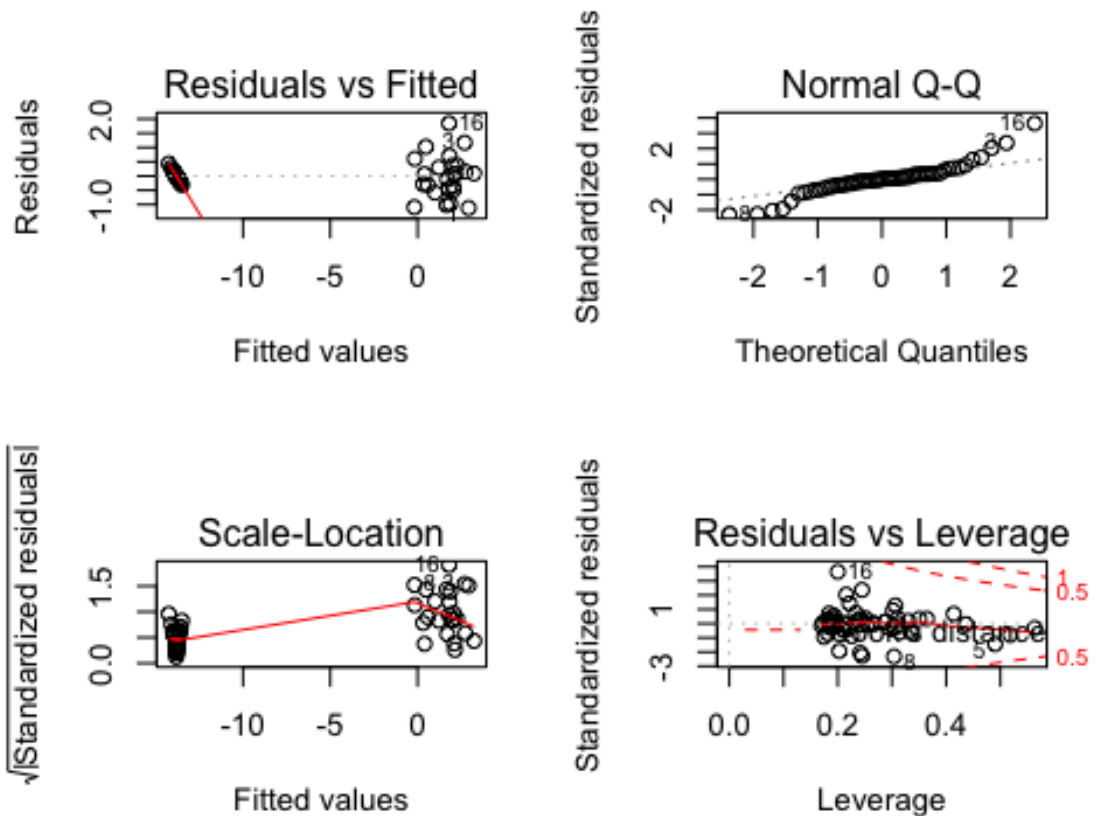 Residuals vs Fitted
Residuals
2.0
-1.0
16
3
-10 -5 0
Fitted values
Normal Q-Q
Standardized residuals
2
-2
16
3
8
-2 -1 0 1 2
Theoretical Quantiles
Scale-Location
√|Standardized residuals|
1.5
0.0
16
8 3
-10 -5 0
Fitted values
Residuals vs Leverage
Standardized residuals
1
-3
16
distance
5
8
1
0.5
0.5
0.0 0.2 0.4
Leverage